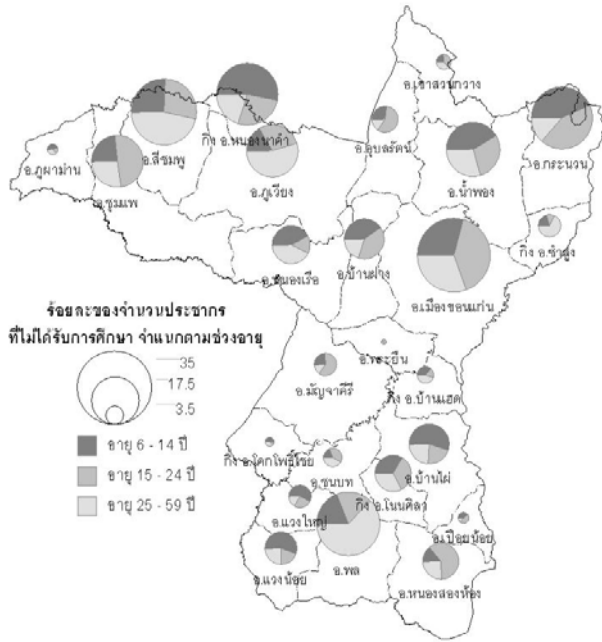 อ.เขาสวนกวาง
อ.อุบลรัตน์
กิ่ง อ.หนองนาคำ
อ.กระนวน
อ.ภูผาม่าน
อ.สีชมพู
อ.น้ำพอง
อ.ภูเวียง
อ.ชุมแพ
กิ่ง อ.ซำสูง
อ.หนองเรือ
อ.บ้านฝาง
อ.เมืองขอนแก่น
ร้อยละของจำนวนประชากร
ที่ไม่ได้รับการศึกษา จำแนกตามช่วงอายุ
35
17.5
3.5
อ.พระยืน
อ.มัญจาคีรี
กิ่ง อ.บ้านแฮด
อายุ 6 - 14 ปี
อายุ 15 - 24 ปี
อายุ 25 - 59 ปี
กิ่ง อ.โคกโพธิ์ไชย
อ.ชนบท
อ.บ้านไผ่
กิ่ง อ.โนนศิลา
อ.แวงใหญ่
อ.เปือยน้อย
อ.แวงน้อย
อ.พล
อ.หนองสองห้อง